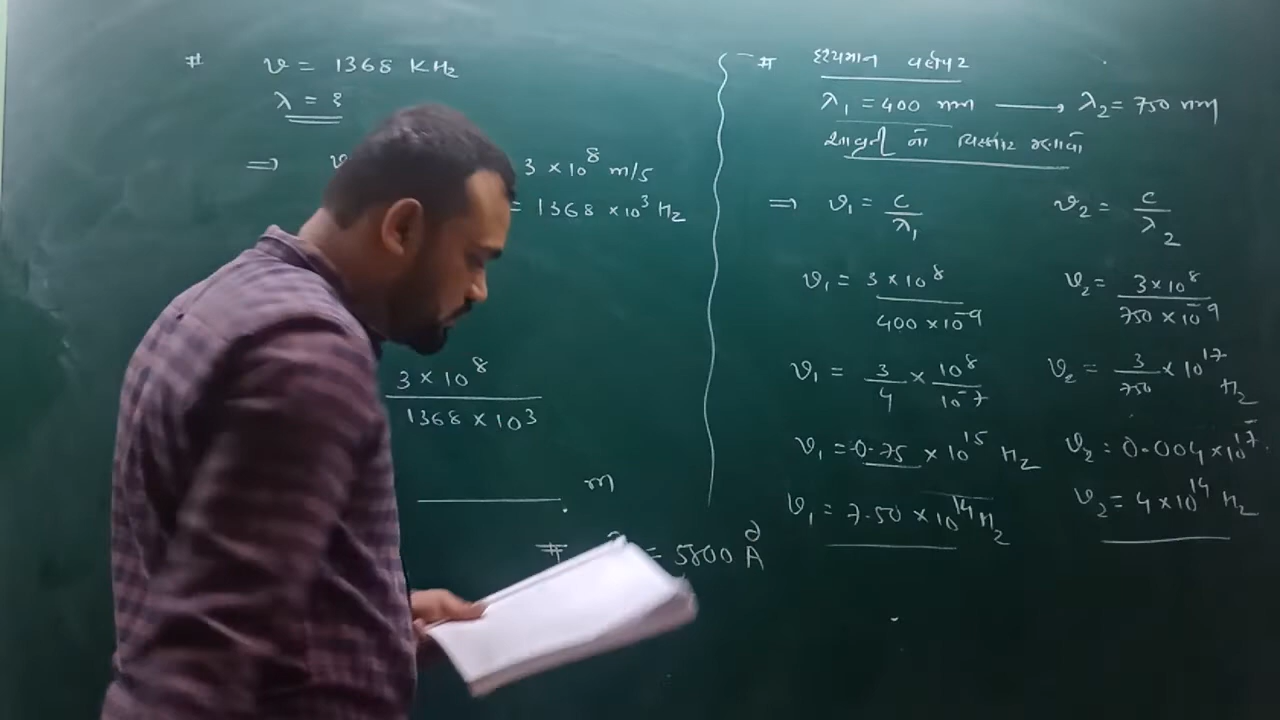 # ν = 1368 KHz
λ = ?
⇒ ν
3 × 10⁸ m/s
= 1368 × 10³ Hz
3 × 10⁸
1368 × 10³
m
# = 5800 Å
# દૃશ્યમાન વર્ણપટ
λ₁ = 400 nm → λ₂ = 750 nm
આવૃત્તિ નો વિસ્તાર
⇒ ν₁ = c/λ₁ ν₂ = c/λ₂
ν₁ = 3×10⁸ / 400 × 10⁻⁹ ν₂ = 3×10⁸ / 750 × 10⁻⁹
ν₁ = 3/4 × 10⁸/10⁻⁷ ν₂ = 3/750 × 10¹⁷ Hz
ν₁ = 0.75 × 10¹⁵ Hz ν₂ = 0.004 × 10¹⁷
ν₁ = 7.50 × 10¹⁴ Hz ν₂ = 4 × 10¹⁴ Hz